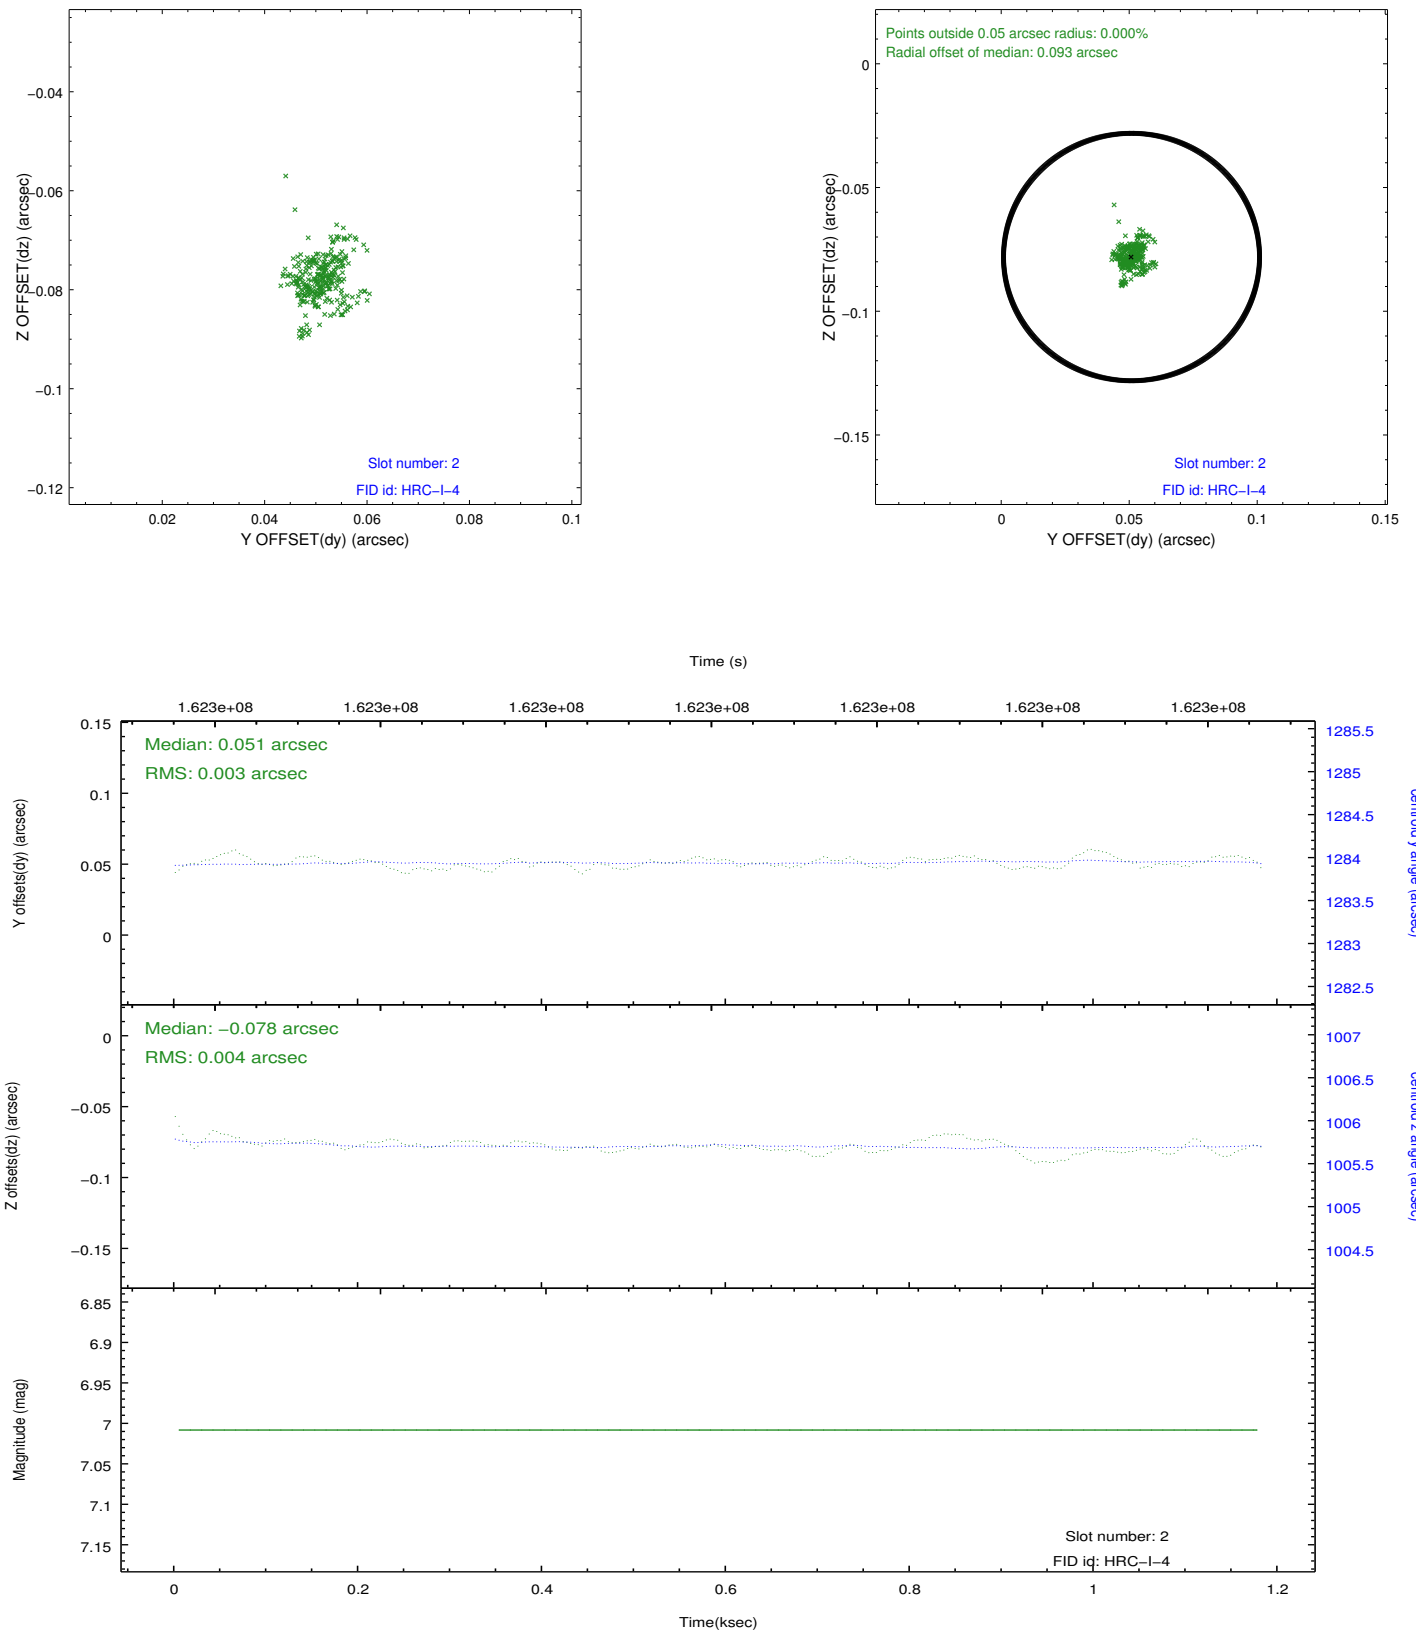 Points outside 0.05 arcsec radius: 0.000%
Radial offset of median: 0.093 arcsec
−0.04
−0.06
−0.08
−0.1
−0.12
Z OFFSET(dz) (arcsec)
0.02 0.04 0.06 0.08 0.1
Y OFFSET(dy) (arcsec)
Slot number: 2
FID id: HRC−I−4
0
−0.05
−0.1
−0.15
Z OFFSET(dz) (arcsec)
0 0.05 0.1 0.15
Y OFFSET(dy) (arcsec)
Slot number: 2
FID id: HRC−I−4
Time (s)
1.623e+08 1.623e+08 1.623e+08 1.623e+08 1.623e+08 1.623e+08 1.623e+08
Median: 0.051 arcsec
RMS: 0.003 arcsec
0.15
0.1
0.05
0
Y offsets(dy) (arcsec)
1285.5
1285
1284.5
1284
1283.5
1283
1282.5
centroid y angle (arcsec)
Median: −0.078 arcsec
RMS: 0.004 arcsec
0
−0.05
−0.1
−0.15
Z offsets(dz) (arcsec)
1007
1006.5
1006
1005.5
1005
1004.5
centroid z angle (arcsec)
6.85
6.9
6.95
7
7.05
7.1
7.15
Magnitude (mag)
Slot number: 2
FID id: HRC−I−4
0 0.2 0.4 0.6 0.8 1 1.2
Time(ksec)